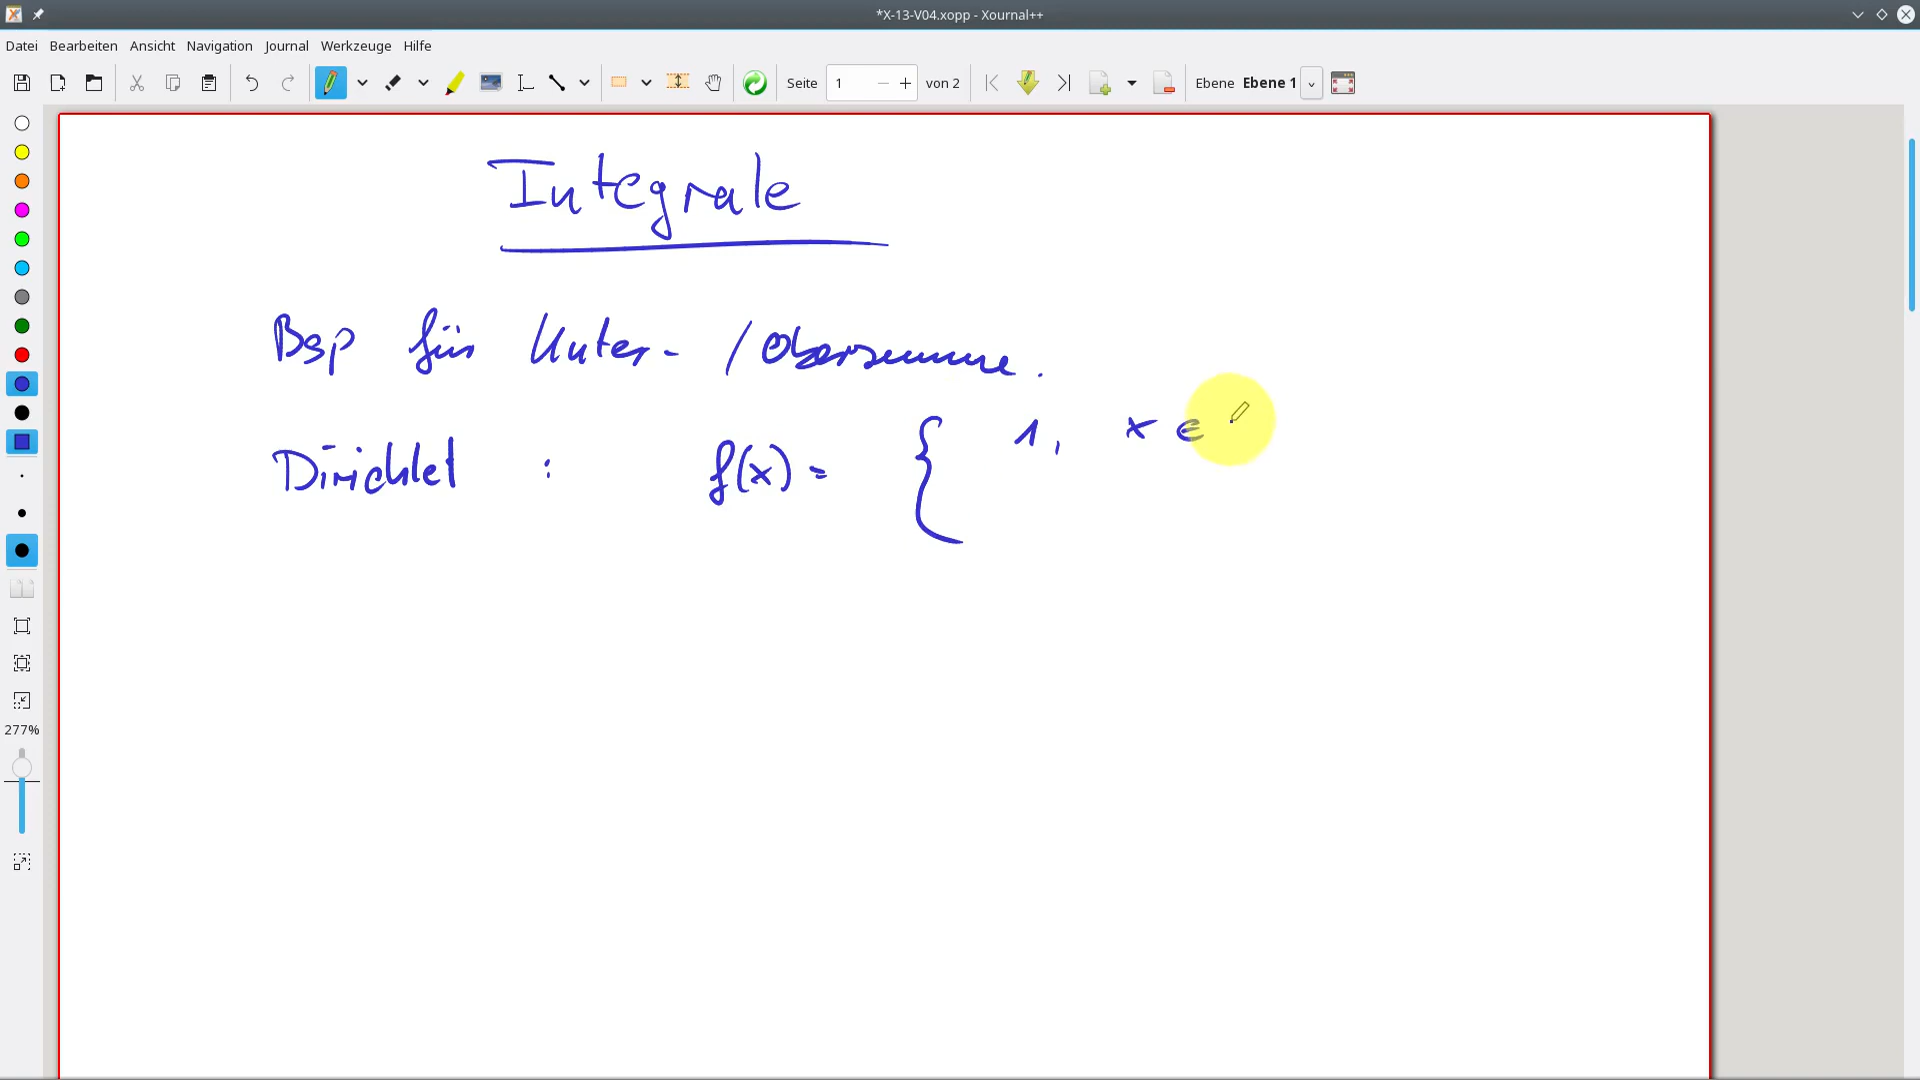 *X-13-V04.xopp - Xournal++
Datei Bearbeiten Ansicht Navigation Journal Werkzeuge Hilfe
Seite 1 von 2 Ebene Ebene 1
Integrale
Bsp für Unter- / Obersumme.
Dirichlet : f(x) = { 1, x ∈
277%